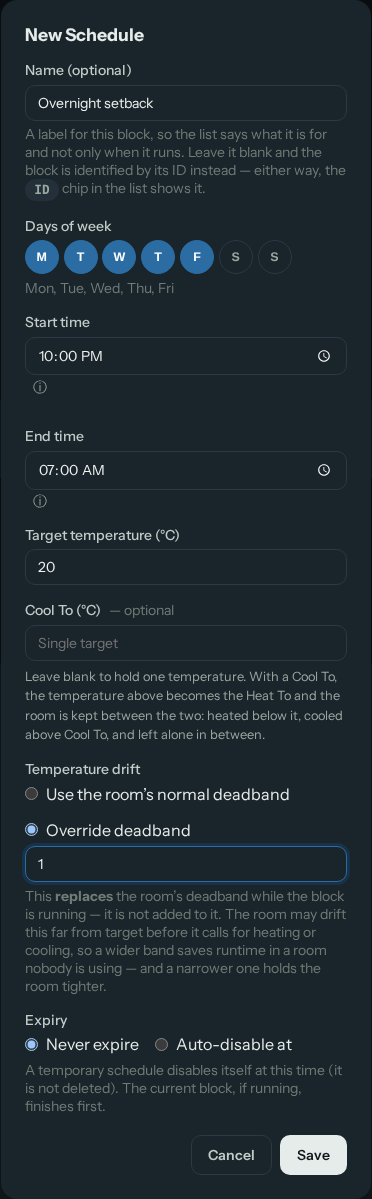 New Schedule
Name (optional)
Overnight setback
A label for this block, so the list says what it is for
and not only when it runs. Leave it blank and the
block is identified by its ID instead — either way, the
ID chip in the list shows it.
Days of week
M T W T F S S
Mon, Tue, Wed, Thu, Fri
Start time
10:00 PM
End time
07:00 AM
Target temperature (°C)
20
Cool To (°C) — optional
Single target
Leave blank to hold one temperature. With a Cool To,
the temperature above becomes the Heat To and the
room is kept between the two: heated below it, cooled
above Cool To, and left alone in between.
Temperature drift
Use the room's normal deadband
Override deadband
1
This replaces the room's deadband while the block
is running — it is not added to it. The room may drift
this far from target before it calls for heating or
cooling, so a wider band saves runtime in a room
nobody is using — and a narrower one holds the
room tighter.
Expiry
Never expire Auto-disable at
A temporary schedule disables itself at this time (it
is not deleted). The current block, if running,
finishes first.
Cancel Save